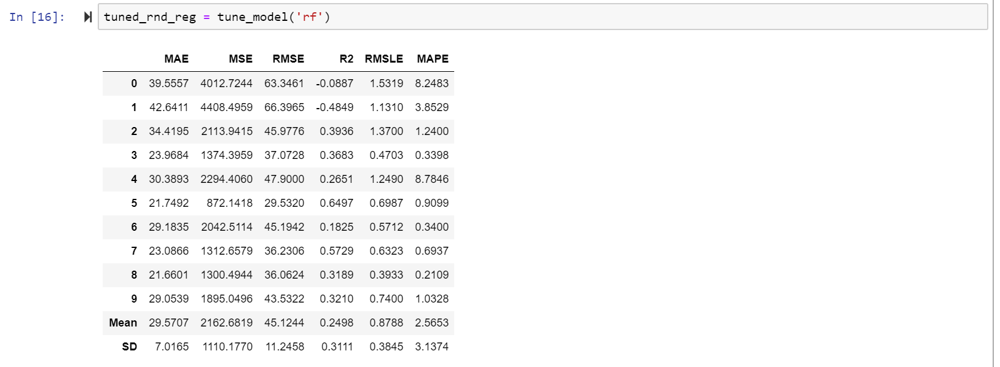 In [16]: tuned_rnd_reg = tune_model('rf')
MAE MSE RMSE R2 RMSLE MAPE
0 39.5557 4012.7244 63.3461 -0.0887 1.5319 8.2483
1 42.6411 4408.4959 66.3965 -0.4849 1.1310 3.8529
2 34.4195 2113.9415 45.9776 0.3936 1.3700 1.2400
3 23.9684 1374.3959 37.0728 0.3683 0.4703 0.3398
4 30.3893 2294.4060 47.9000 0.2651 1.2490 8.7846
5 21.7492 872.1418 29.5320 0.6497 0.6987 0.9099
6 29.1835 2042.5114 45.1942 0.1825 0.5712 0.3400
7 23.0866 1312.6579 36.2306 0.5729 0.6323 0.6937
8 21.6601 1300.4944 36.0624 0.3189 0.3933 0.2109
9 29.0539 1895.0496 43.5322 0.3210 0.7400 1.0328
Mean 29.5707 2162.6819 45.1244 0.2498 0.8788 2.5653
SD 7.0165 1110.1770 11.2458 0.3111 0.3845 3.1374